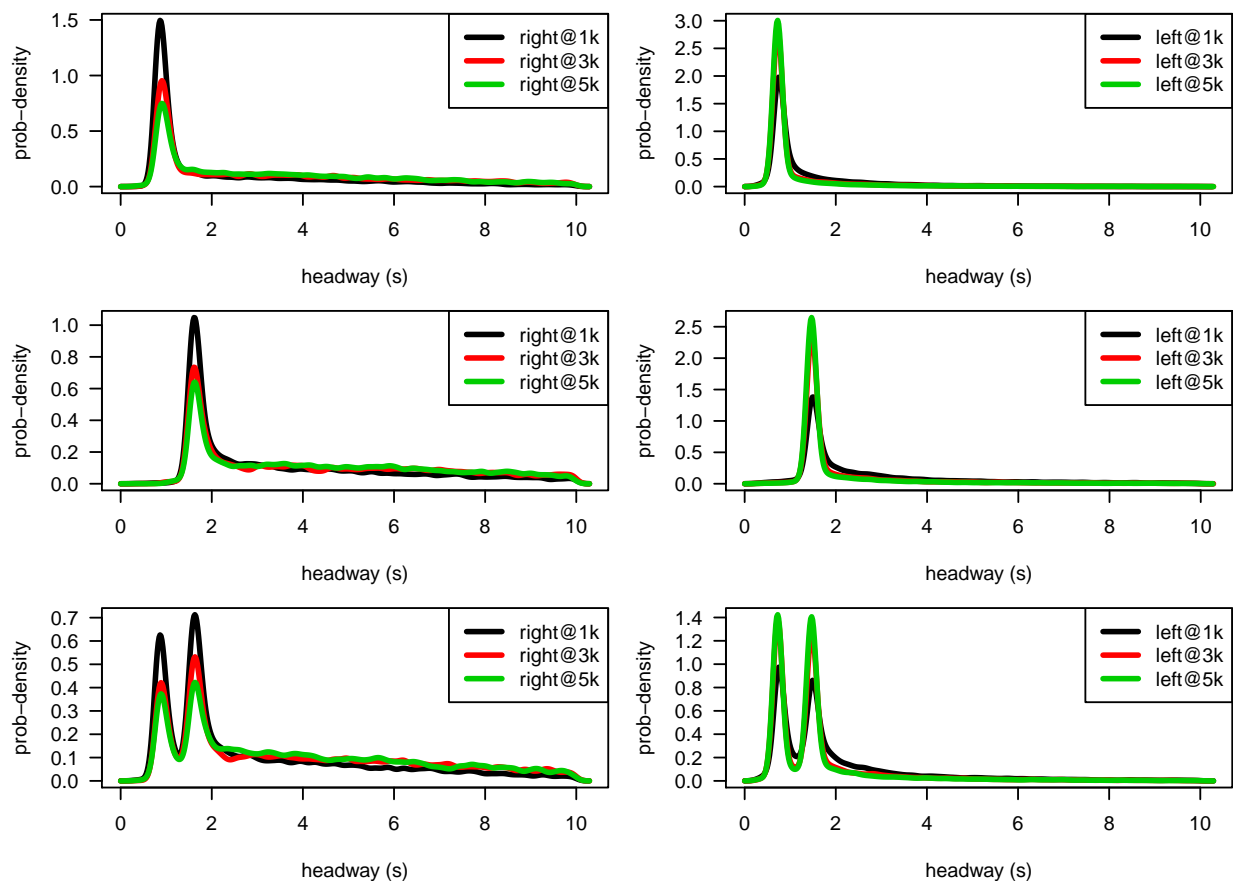 prob−density
1.5
1.0
0.5
0.0
0 2 4 6 8 10
headway (s)
right@1k
right@3k
right@5k
prob−density
3.0
2.5
2.0
1.5
1.0
0.5
0.0
0 2 4 6 8 10
headway (s)
left@1k
left@3k
left@5k
prob−density
1.0
0.8
0.6
0.4
0.2
0.0
0 2 4 6 8 10
headway (s)
right@1k
right@3k
right@5k
prob−density
2.5
2.0
1.5
1.0
0.5
0.0
0 2 4 6 8 10
headway (s)
left@1k
left@3k
left@5k
prob−density
0.7
0.6
0.5
0.4
0.3
0.2
0.1
0.0
0 2 4 6 8 10
headway (s)
right@1k
right@3k
right@5k
prob−density
1.4
1.2
1.0
0.8
0.6
0.4
0.2
0.0
0 2 4 6 8 10
headway (s)
left@1k
left@3k
left@5k